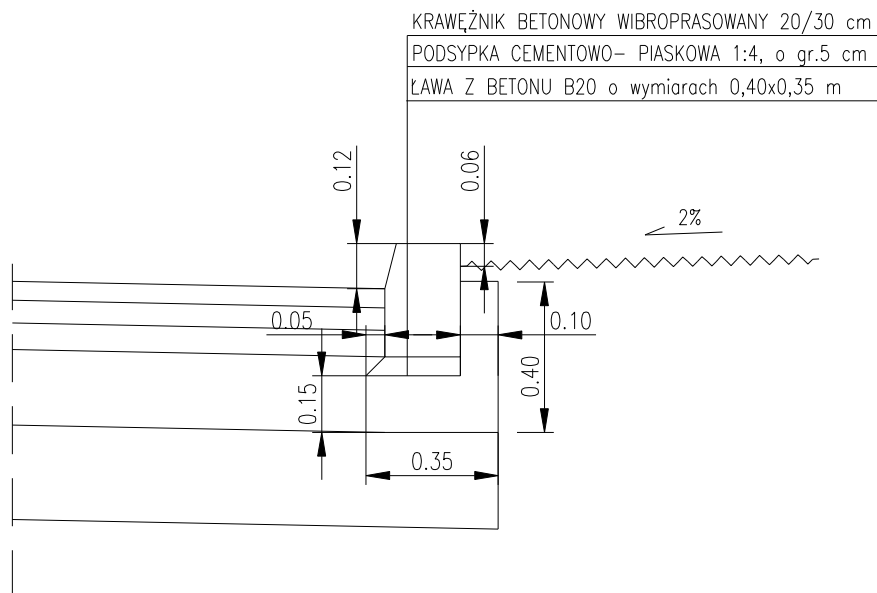 KRAWĘŻNIK BETONOWY WIBROPRASOWANY 20/30 cm
PODSYPKA CEMENTOWO- PIASKOWA 1:4, o gr.5 cm
ŁAWA Z BETONU B20 o wymiarach 0,40x0,35 m
0.12
0.06
2%
0.05
0.10
0.15
0.40
0.35